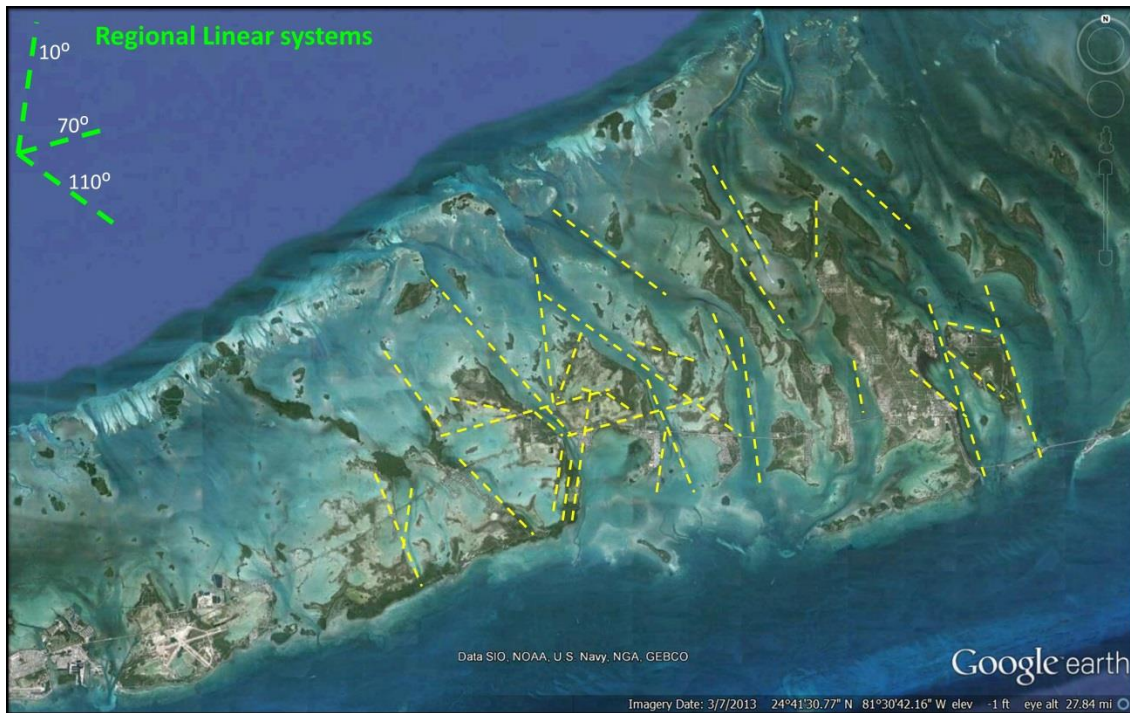 Regional Linear systems
10°
70°
110°
N
Data SIO, NOAA, U.S. Navy, NGA, GEBCO
Google earth
Imagery Date: 3/7/2013 24°41'30.77" N 81°30'42.16" W elev -1 ft eye alt 27.84 mi